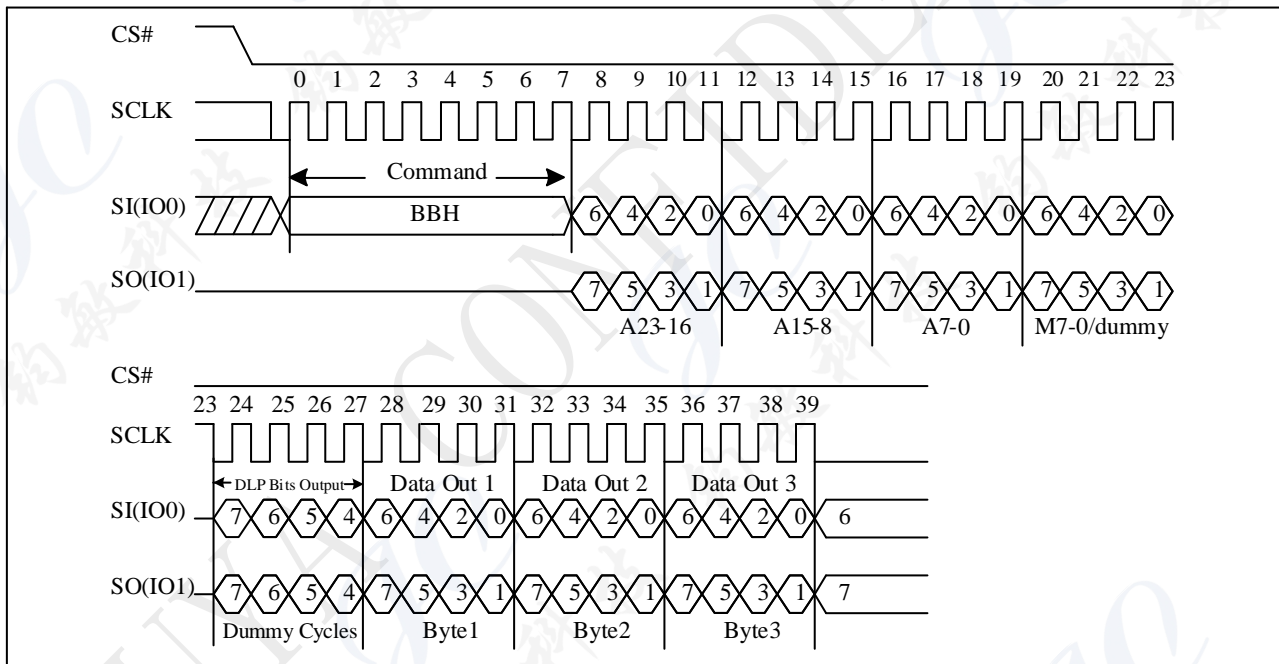 CS#
0 1 2 3 4 5 6 7 8 9 10 11 12 13 14 15 16 17 18 19 20 21 22 23
SCLK
Command
SI(IO0) BBH 6 4 2 0 6 4 2 0 6 4 2 0 6 4 2 0
SO(IO1) 7 5 3 1 7 5 3 1 7 5 3 1 7 5 3 1
A23-16 A15-8 A7-0 M7-0/dummy
CS#
23 24 25 26 27 28 29 30 31 32 33 34 35 36 37 38 39
SCLK
DLP Bits Output Data Out 1 Data Out 2 Data Out 3
SI(IO0) 7 6 5 4 6 4 2 0 6 4 2 0 6 4 2 0 6
SO(IO1) 7 6 5 4 7 5 3 1 7 5 3 1 7 5 3 1 7
Dummy Cycles Byte1 Byte2 Byte3